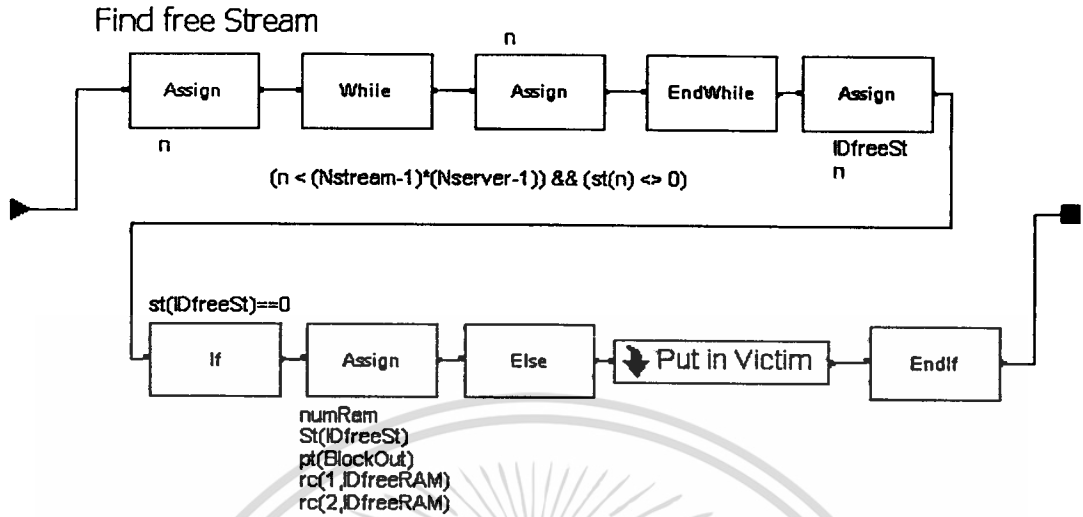 Find free Stream
n
Assign While Assign EndWhile Assign
n
IDfreeSt
n
(n < (Nstream-1)*(Nserver-1)) && (st(n) <> 0)
st(IDfreeSt)==0
If Assign Else Put in Victim EndIf
numRam
St(IDfreeSt)
pt(BlockOut)
rc(1,IDfreeRAM)
rc(2,IDfreeRAM)